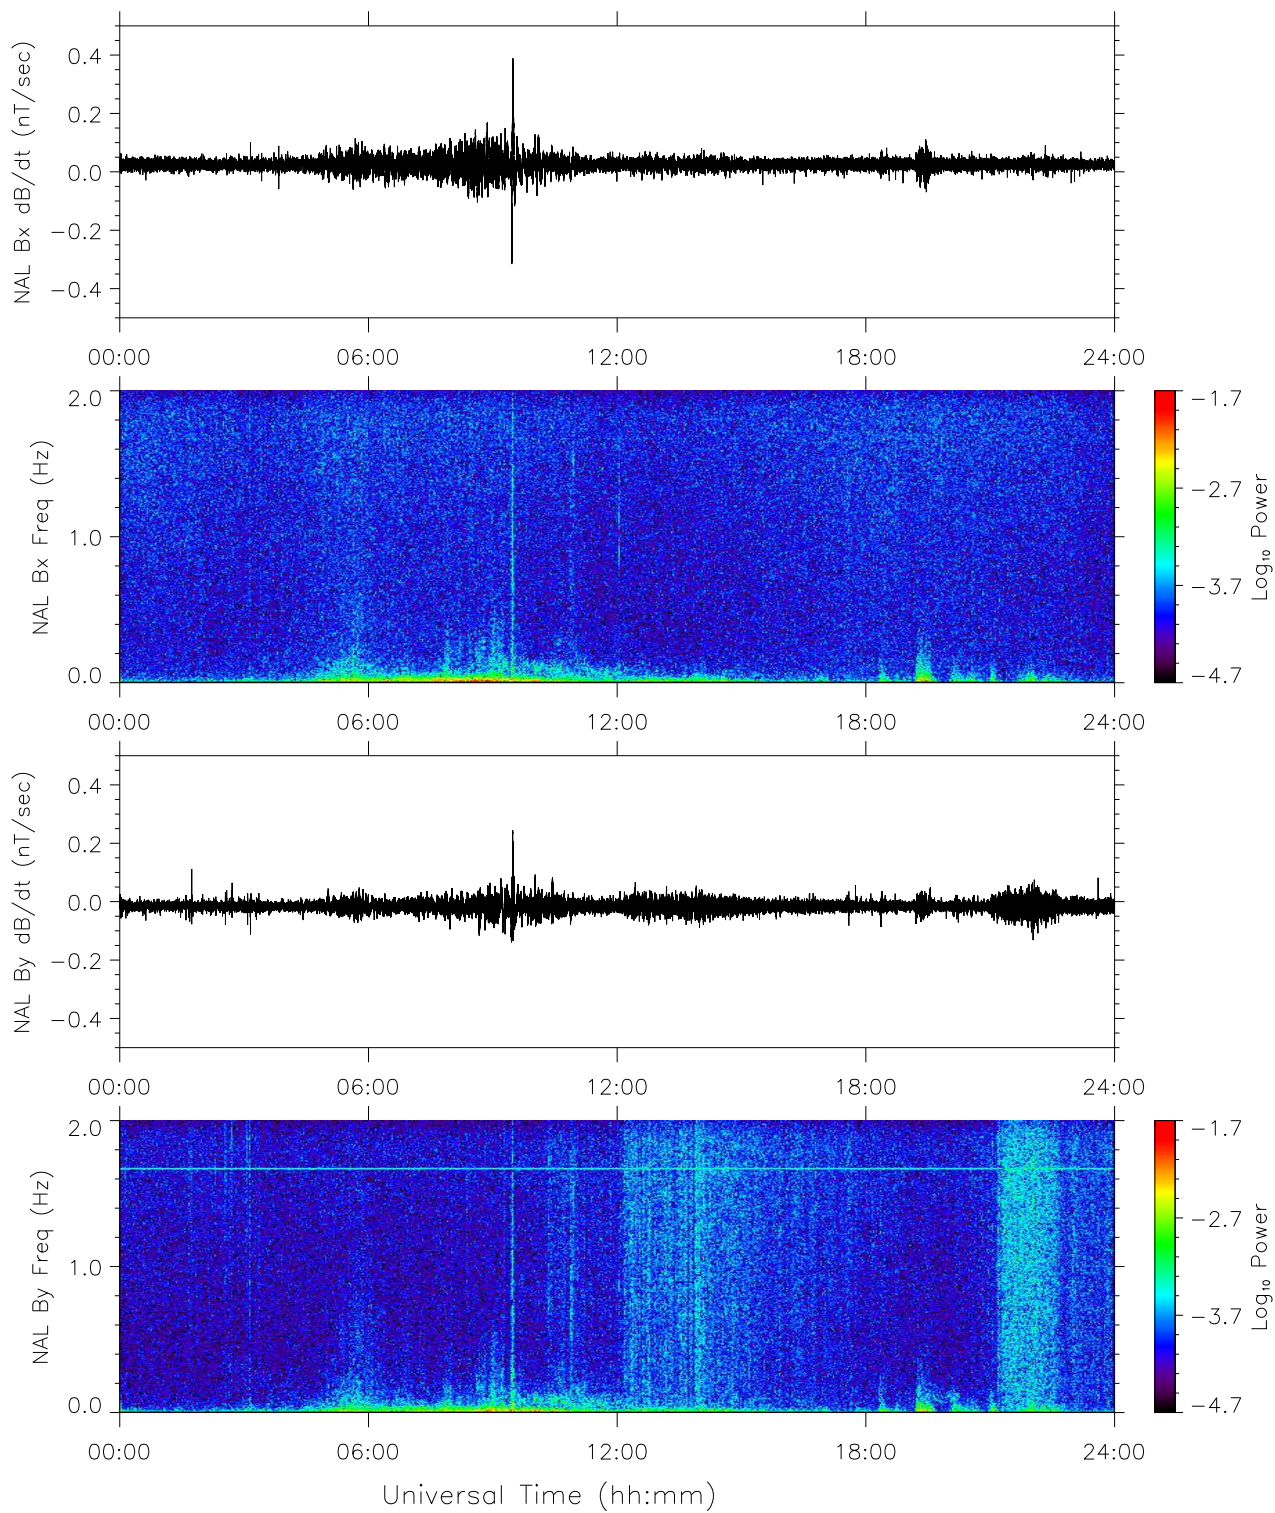 NAL Bx dB/dt (nT/sec)
0.4
0.2
0.0
−0.2
−0.4
00:00 06:00 12:00 18:00 24:00
NAL Bx Freq (Hz)
2.0
1.0
0.0
00:00 06:00 12:00 18:00 24:00
−1.7
−2.7
−3.7
−4.7
Log₁₀ Power
NAL By dB/dt (nT/sec)
0.4
0.2
0.0
−0.2
−0.4
00:00 06:00 12:00 18:00 24:00
NAL By Freq (Hz)
2.0
1.0
0.0
00:00 06:00 12:00 18:00 24:00
−1.7
−2.7
−3.7
−4.7
Log₁₀ Power
Universal Time (hh:mm)